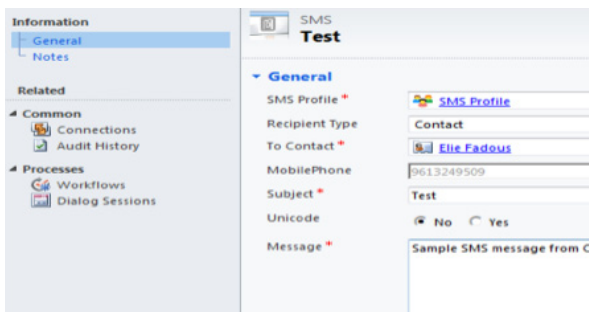 Information
General
Notes
Related
Common
Connections
Audit History
Processes
Workflows
Dialog Sessions
SMS
Test
General
SMS Profile * SMS Profile
Recipient Type Contact
To Contact * Elie Fadous
MobilePhone 9613249509
Subject * Test
Unicode No Yes
Message * Sample SMS message from